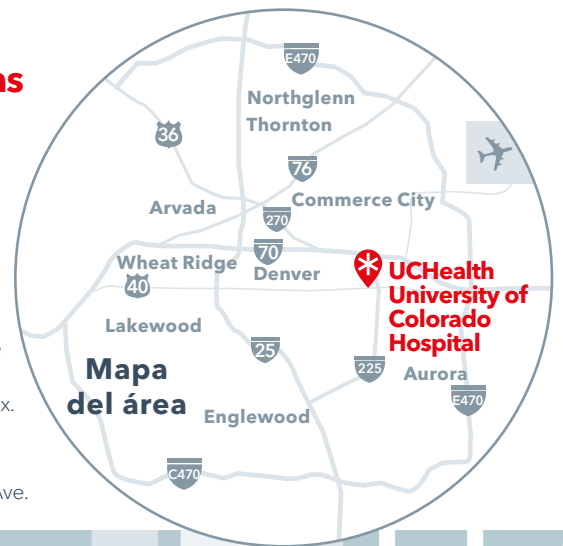 E470
Northglenn
Thornton
36
76
Arvada
Commerce City
270
70
Wheat Ridge
Denver
40
UCHealth
University of
Colorado
Hospital
Lakewood
25
225
Aurora
Mapa
del área
E470
Englewood
C470
Ave.